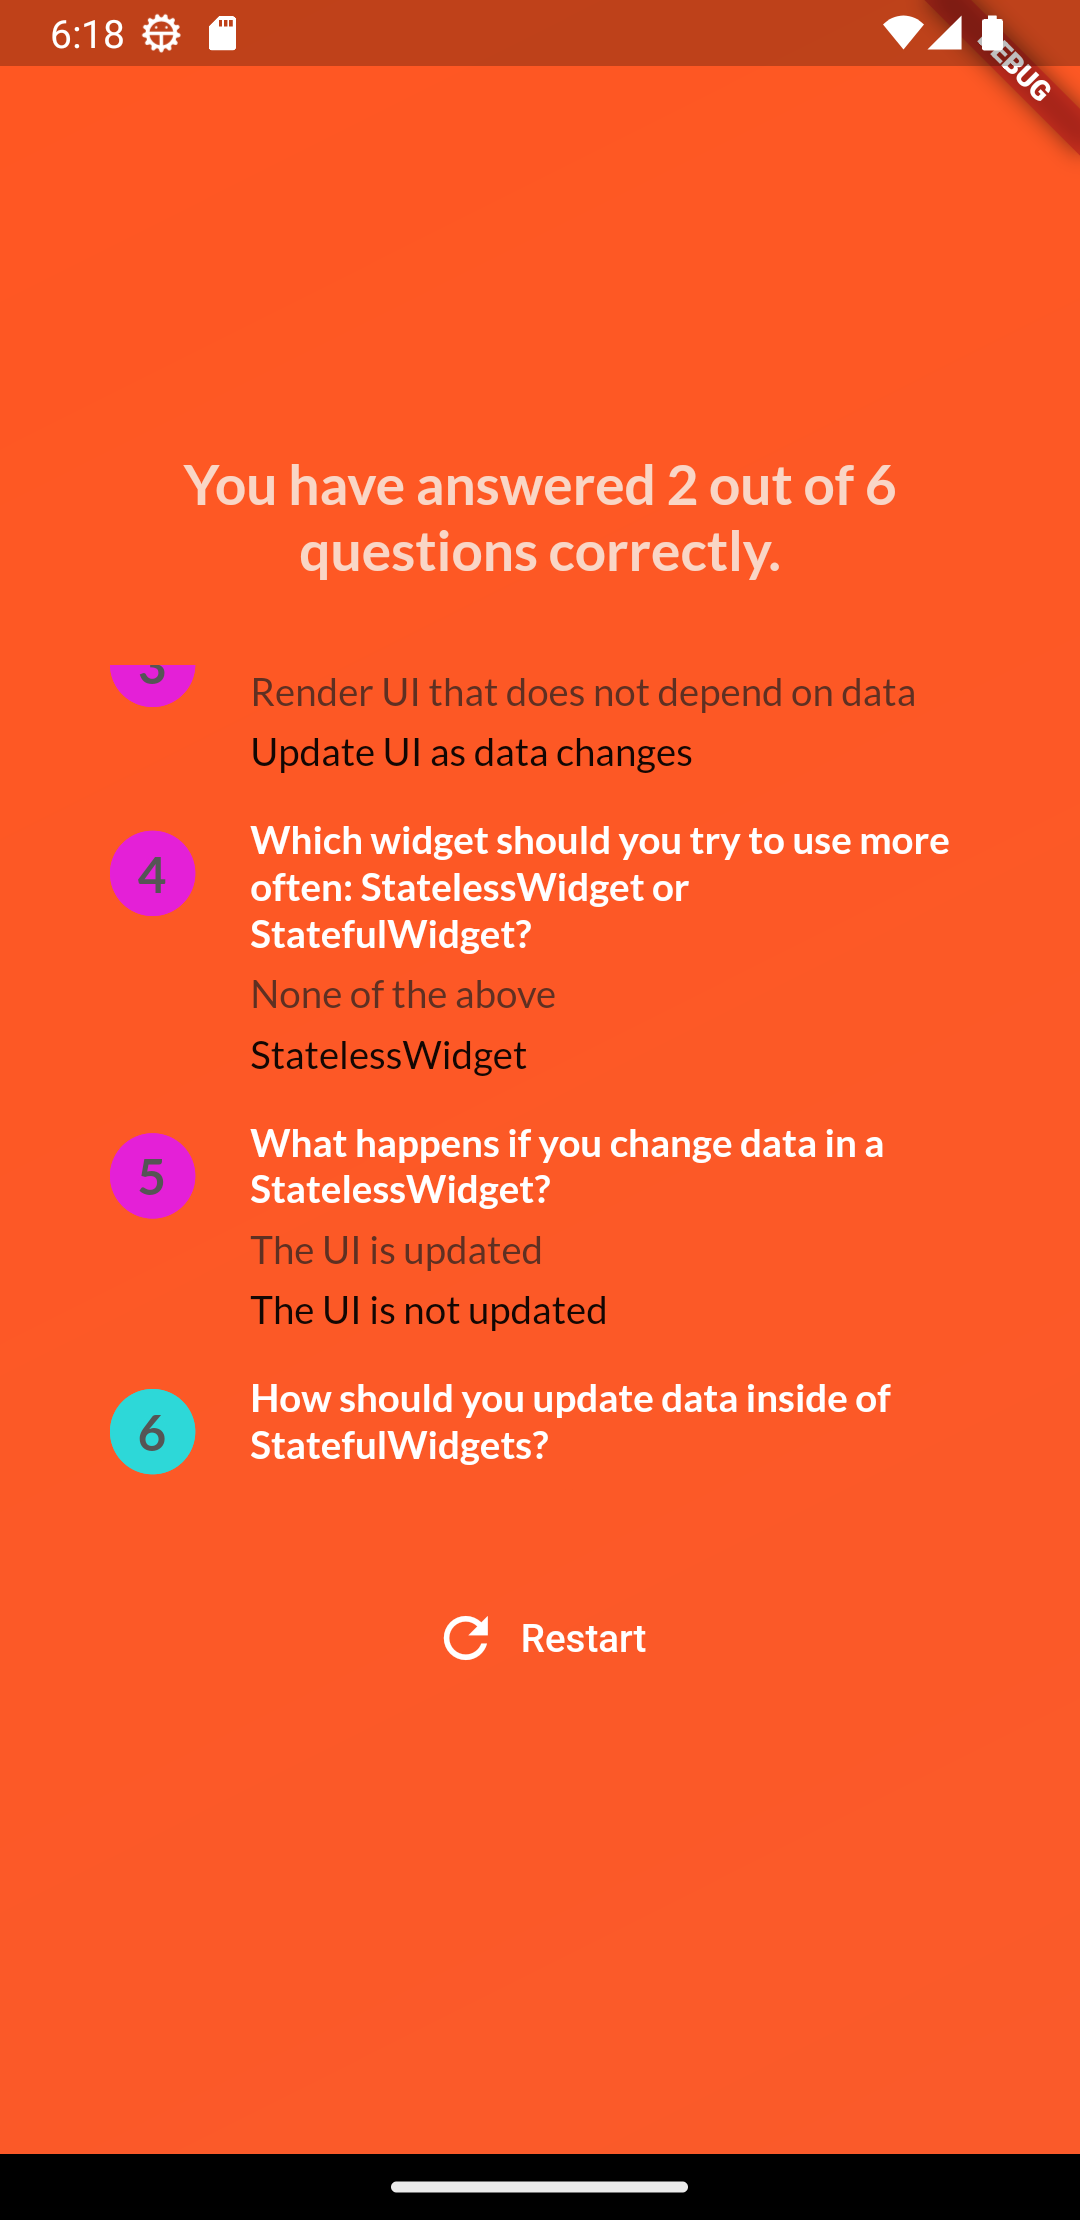 6:18
DEBUG
You have answered 2 out of 6
questions correctly.
3
Render UI that does not depend on data
Update UI as data changes
4
Which widget should you try to use more
often: StatelessWidget or
StatefulWidget?
None of the above
StatelessWidget
5
What happens if you change data in a
StatelessWidget?
The UI is updated
The UI is not updated
6
How should you update data inside of
StatefulWidgets?
Restart